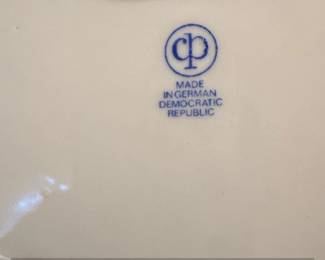 cp
MADE
IN GERMAN
DEMOCRATIC
REPUBLIC